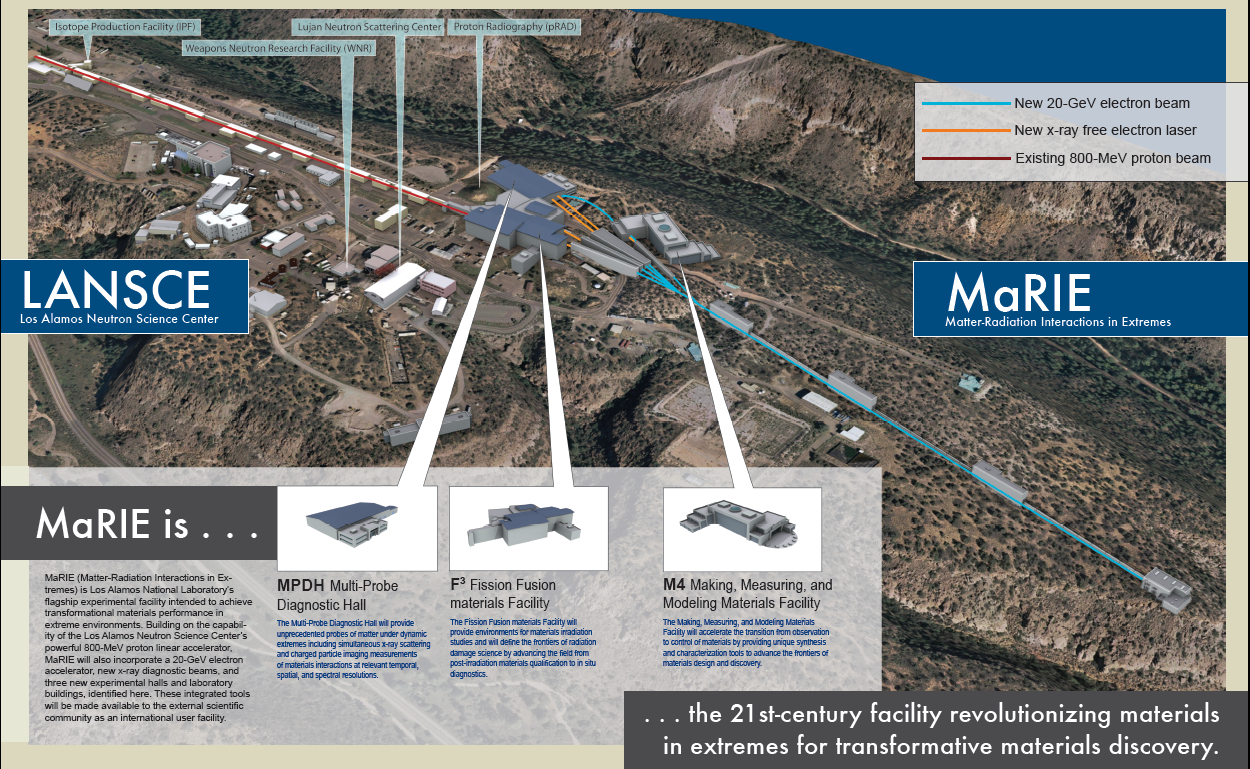 Isotope Production Facility (IPF)
Weapons Neutron Research Facility (WNR)
Lujan Neutron Scattering Center
Proton Radiography (pRAD)
New 20-GeV electron beam
New x-ray free electron laser
Existing 800-MeV proton beam
LANSCE
Los Alamos Neutron Science Center
MaRIE
Matter-Radiation Interactions in Extremes
MaRIE is . . .
MaRIE (Matter-Radiation Interactions in Ex-
tremes) is Los Alamos National Laboratory's
flagship experimental facility intended to achieve
transformational materials performance in
extreme environments. Building on the capabil-
ity of the Los Alamos Neutron Science Center's
powerful 800-MeV proton linear accelerator,
MaRIE will also incorporate a 20-GeV electron
accelerator, new x-ray diagnostic beams, and
three new experimental halls and laboratory
buildings, identified here. These integrated tools
will be made available to the external scientific
community as an international user facility.
MPDH Multi-Probe
Diagnostic Hall
The Multi-Probe Diagnostic Hall will provide
unprecedented probes of matter under dynamic
extremes including simultaneous x-ray scattering
and charged particle imaging measurements
of materials interactions at relevant temporal,
spatial, and spectral resolutions.
F³ Fission Fusion
materials Facility
The Fission Fusion materials Facility will
provide environments for materials irradiation
studies and will define the frontiers of radiation
damage science by advancing the field from
post-irradiation materials qualification to in situ
diagnostics.
M4 Making, Measuring, and
Modeling Materials Facility
The Making, Measuring, and Modeling Materials
Facility will accelerate the transition from observation
to control of materials by providing unique synthesis
and characterization tools to advance the frontiers of
materials design and discovery.
. . . the 21st-century facility revolutionizing materials
in extremes for transformative materials discovery.